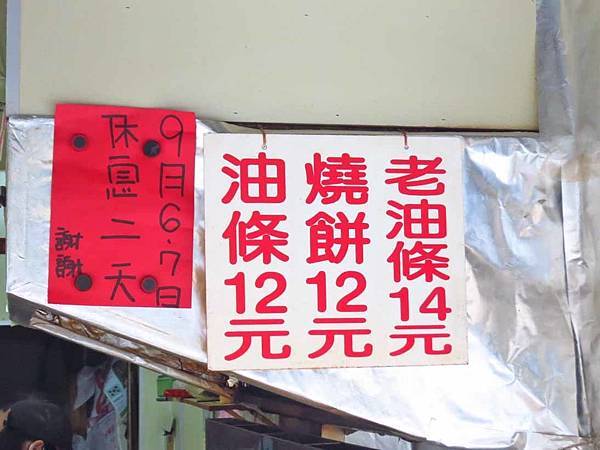 9月6.7日
休息二天
謝謝
老油條14元
燒餅12元
油條12元